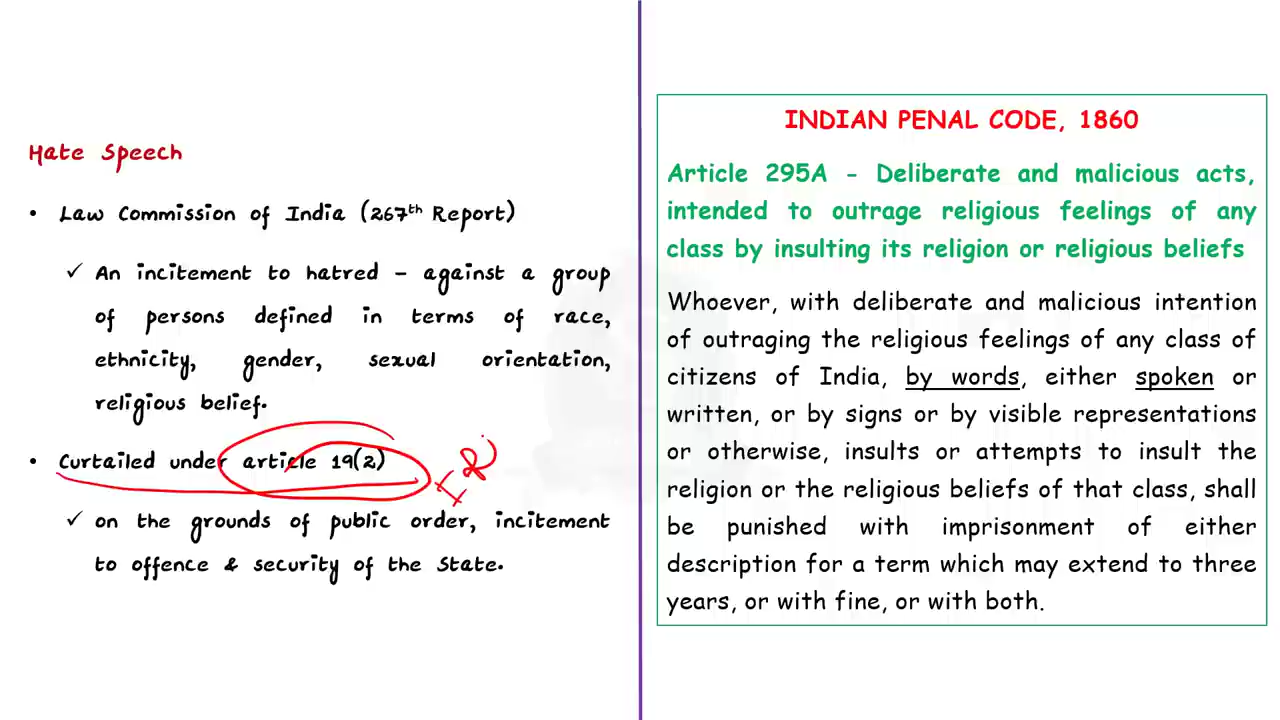 Hate Speech
• Law Commission of India (267th Report)
✓ An incitement to hatred – against a group
of persons defined in terms of race,
ethnicity, gender, sexual orientation,
religious belief.
• Curtailed under article 19(2)
✓ on the grounds of public order, incitement
to offence & security of the State.
INDIAN PENAL CODE, 1860
Article 295A - Deliberate and malicious acts,
intended to outrage religious feelings of any
class by insulting its religion or religious beliefs
Whoever, with deliberate and malicious intention
of outraging the religious feelings of any class of
citizens of India, by words, either spoken or
written, or by signs or by visible representations
or otherwise, insults or attempts to insult the
religion or the religious beliefs of that class, shall
be punished with imprisonment of either
description for a term which may extend to three
years, or with fine, or with both.